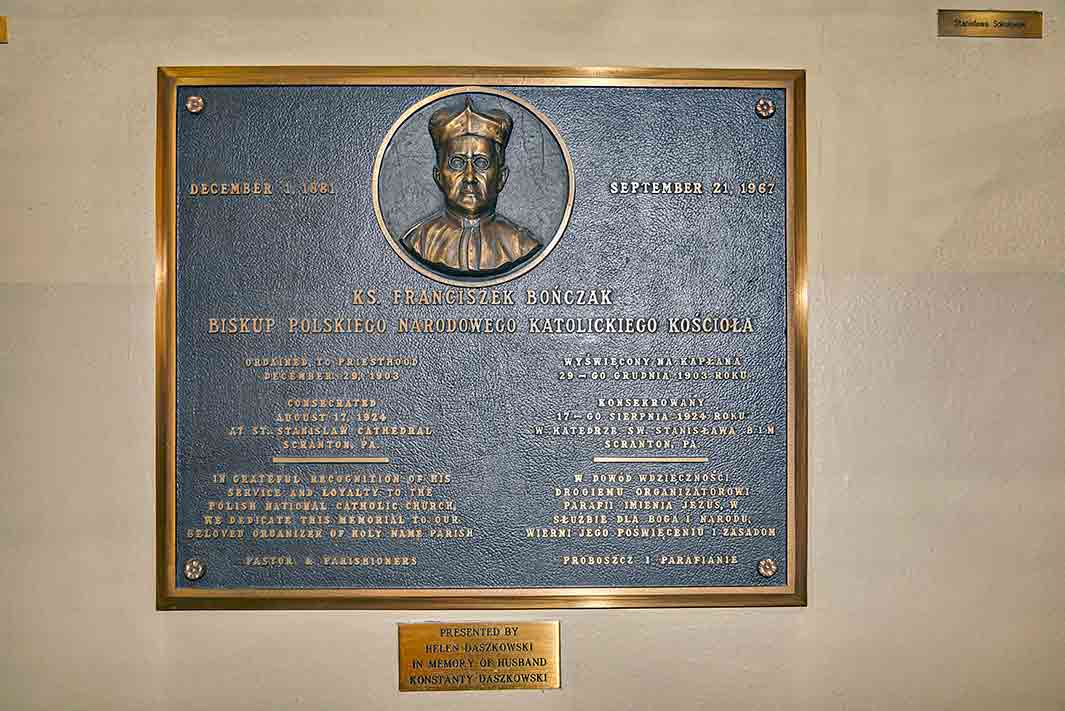 Stanisława Sokołowski
DECEMBER 1, 1881
SEPTEMBER 21, 1967
KS. FRANCISZEK BOŃCZAK
BISKUP POLSKIEGO NARODOWEGO KATOLICKIEGO KOŚCIOŁA
ORDAINED TO PRIESTHOOD
DECEMBER 29, 1903
CONSECRATED
AUGUST 17, 1924
AT ST. STANISLAW CATHEDRAL
SCRANTON, PA.
IN GRATEFUL RECOGNITION OF HIS
SERVICE AND LOYALTY TO THE
POLISH NATIONAL CATHOLIC CHURCH,
WE DEDICATE THIS MEMORIAL TO OUR
BELOVED ORGANIZER OF HOLY NAME PARISH
PASTOR & PARISHIONERS
WYŚWIĘCONY NA KAPŁANA
29-GO GRUDNIA 1903 ROKU
KONSEKROWANY
17-GO SIERPNIA 1924 ROKU
W KATEDRZE ŚW. STANISŁAWA B.I M
SCRANTON, PA.
W DOWÓD WDZIĘCZNOŚCI
DROGIEMU ORGANIZATOROWI
PARAFII IMIENIA JEZUS, W
SŁUŻBIE DLA BOGA I NARODU,
WIERNI JEGO POŚWIĘCENIU I ZASADOM
PROBOSZCZ I PARAFIANIE
PRESENTED BY
HELEN DASZKOWSKI
IN MEMORY OF HUSBAND
KONSTANTY DASZKOWSKI